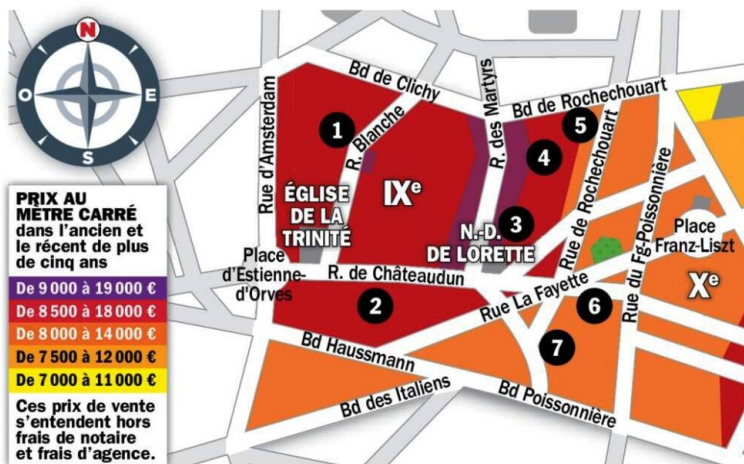 N
O
E
S
PRIX AU
MÈTRE CARRÉ
dans l'ancien et
le récent de plus
de cinq ans
De 9 000 à 19 000 €
De 8 500 à 18 000 €
De 8 000 à 14 000 €
De 7 500 à 12 000 €
De 7 000 à 11 000 €
Ces prix de vente
s'entendent hors
frais de notaire
et frais d'agence.
Bd de Clichy
R. des Martyrs
Bd de Rochechouart
Rue d'Amsterdam
1
R. Blanche
4
5
ÉGLISE
DE LA
TRINITÉ
IXe
3
N.-D.
DE LORETTE
Rue de Rochechouart
Rue du Fg-Poissonnière
Place
Franz-Liszt
Place
d'Estienne-
d'Orves
R. de Châteaudun
2
Rue La Fayette
6
Xe
7
Bd Haussmann
Bd des Italiens
Bd Poissonnière